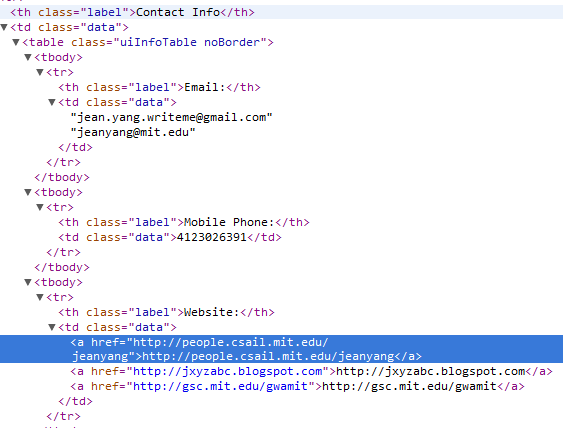 <th class="label">Contact Info</th>
▼<td class="data">
▼<table class="uiInfoTable noBorder">
▼<tbody>
▼<tr>
<th class="label">Email:</th>
▼<td class="data">
"jean.yang.writeme@gmail.com"
"jeanyang@mit.edu"
</td>
</tr>
</tbody>
▼<tbody>
▼<tr>
<th class="label">Mobile Phone:</th>
<td class="data">4123026391</td>
</tr>
</tbody>
▼<tbody>
▼<tr>
<th class="label">Website:</th>
▼<td class="data">
<a href="http://people.csail.mit.edu/
jeanyang">http://people.csail.mit.edu/jeanyang</a>
<a href="http://jxyzabc.blogspot.com">http://jxyzabc.blogspot.com</a>
<a href="http://gsc.mit.edu/gwamit">http://gsc.mit.edu/gwamit</a>
</td>
</tr>